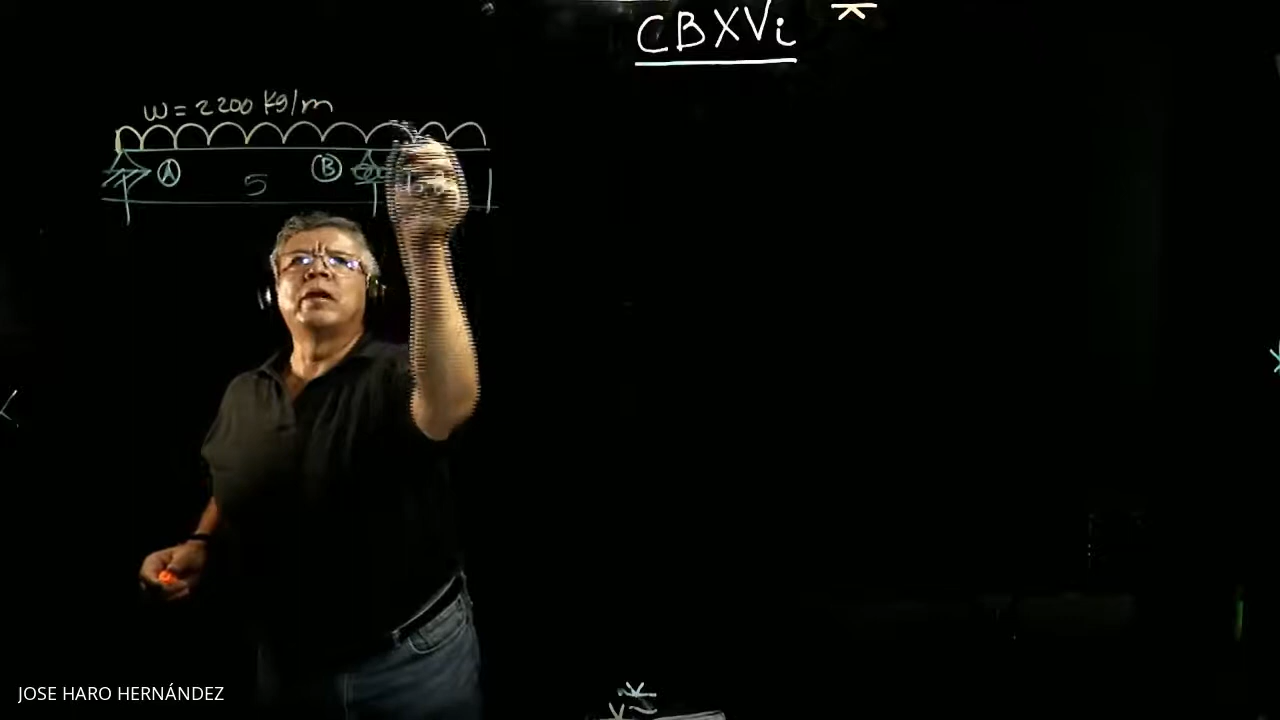 CBXVi
w = 2200 kg/m
A
B
5
JOSE HARO HERNÁNDEZ